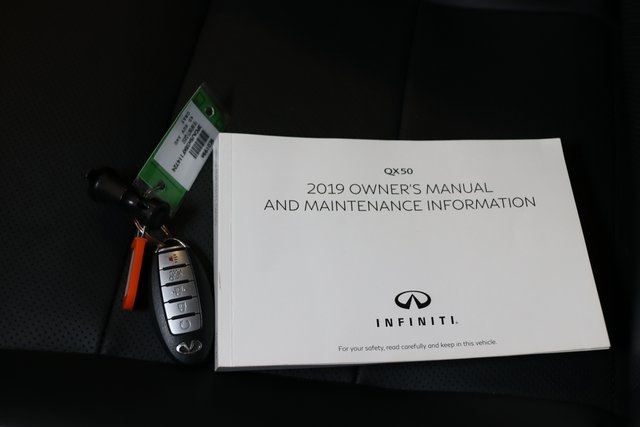 QX50
2019 OWNER'S MANUAL
AND MAINTENANCE INFORMATION
INFINITI
For your safety, read carefully and keep in this vehicle.